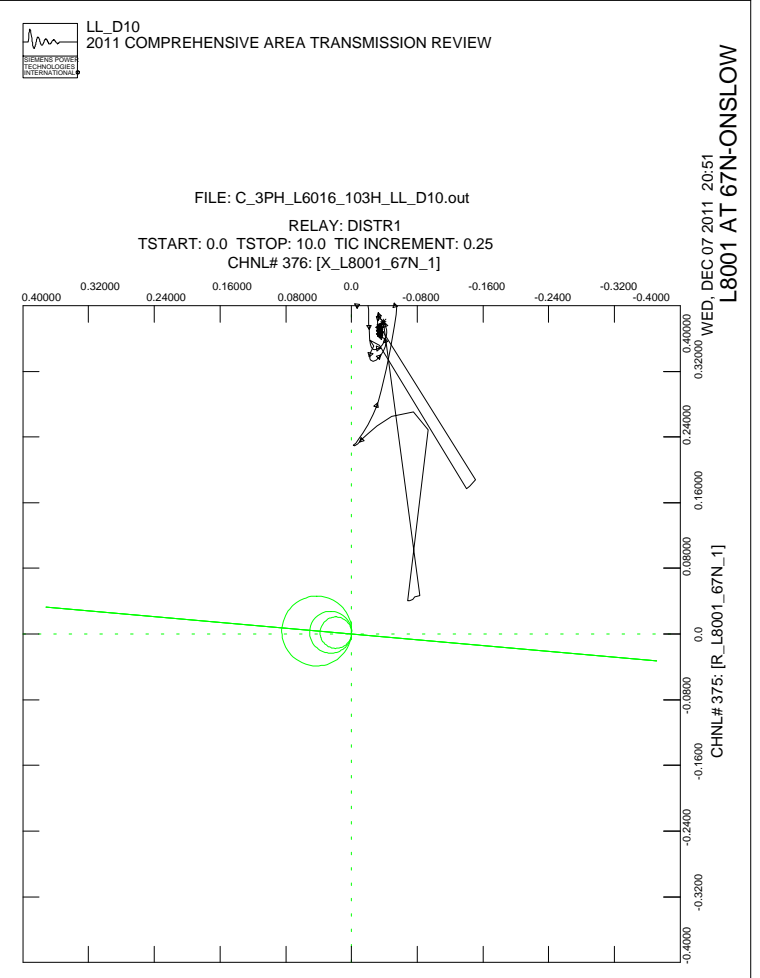 LL_D10
2011 COMPREHENSIVE AREA TRANSMISSION REVIEW
SIEMENS POWER
TECHNOLOGIES
INTERNATIONAL
FILE: C_3PH_L6016_103H_LL_D10.out
RELAY: DISTR1
TSTART: 0.0 TSTOP: 10.0 TIC INCREMENT: 0.25
CHNL# 376: [X_L8001_67N_1]
0.40000 0.32000 0.24000 0.16000 0.08000 0.0 -0.0800 -0.1600 -0.2400 -0.3200 -0.4000
0.40000
0.32000
0.24000
0.16000
0.08000
0.0
-0.0800
-0.1600
-0.2400
-0.3200
-0.4000
CHNL# 375: [R_L8001_67N_1]
WED, DEC 07 2011 20:51
L8001 AT 67N-ONSLOW